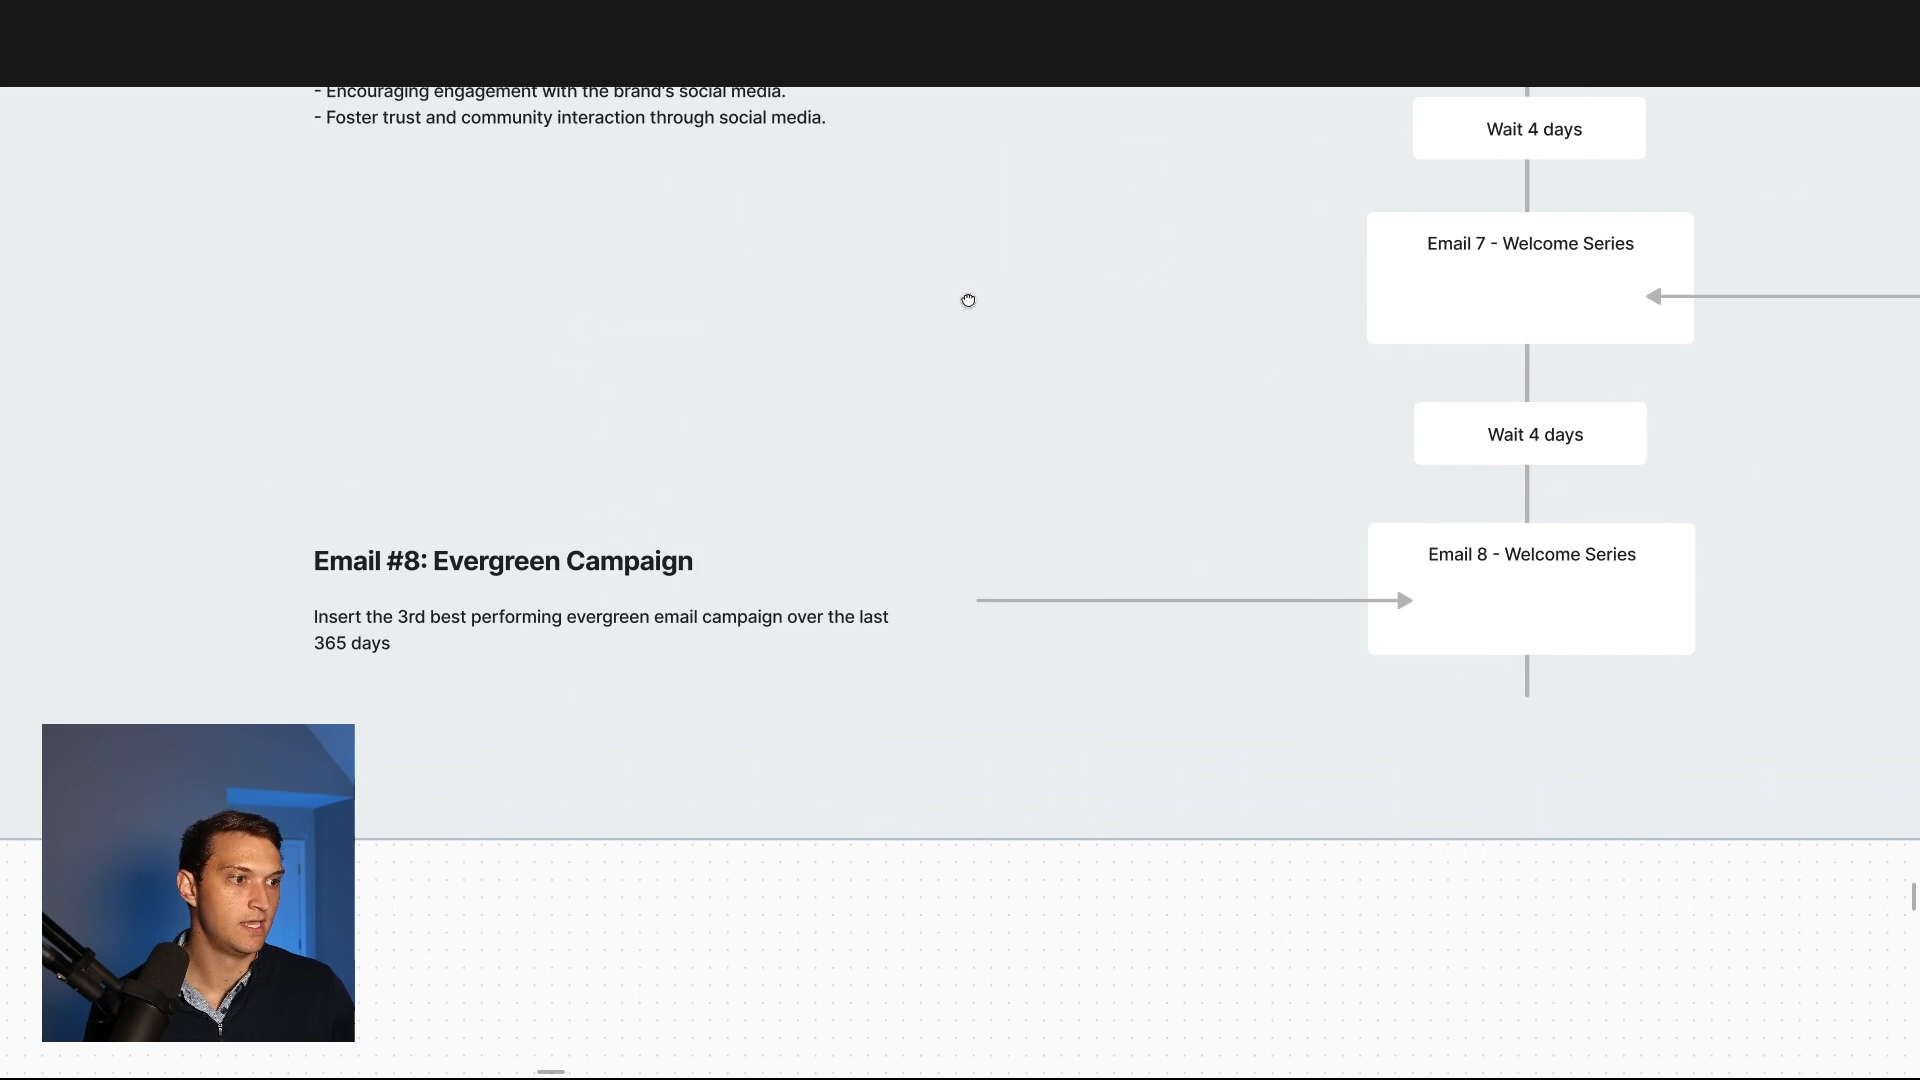 - Encouraging engagement with the brand's social media.
- Foster trust and community interaction through social media.
Wait 4 days
Email 7 - Welcome Series
Wait 4 days
Email #8: Evergreen Campaign
Insert the 3rd best performing evergreen email campaign over the last
365 days
Email 8 - Welcome Series